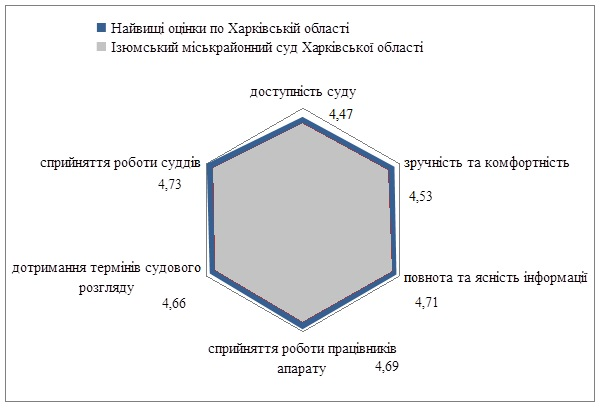 Найвищі оцінки по Харківській області
Ізюмський міськрайонний суд Харківської області
доступність суду
4,47
сприйняття роботи суддів
4,73
зручність та комфортність
4,53
дотримання термінів судового
розгляду
4,66
повнота та ясність інформації
4,71
сприйняття роботи працівників
апарату
4,69